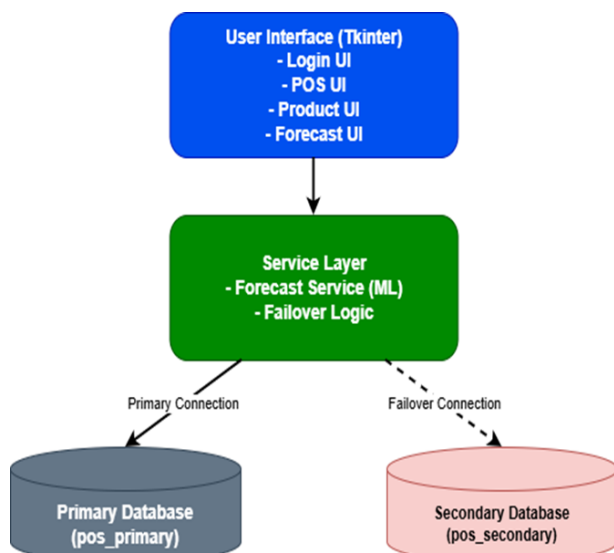 User Interface (Tkinter)
- Login UI
- POS UI
- Product UI
- Forecast UI
Service Layer
- Forecast Service (ML)
- Failover Logic
Primary Connection
Failover Connection
Primary Database
(pos_primary)
Secondary Database
(pos_secondary)